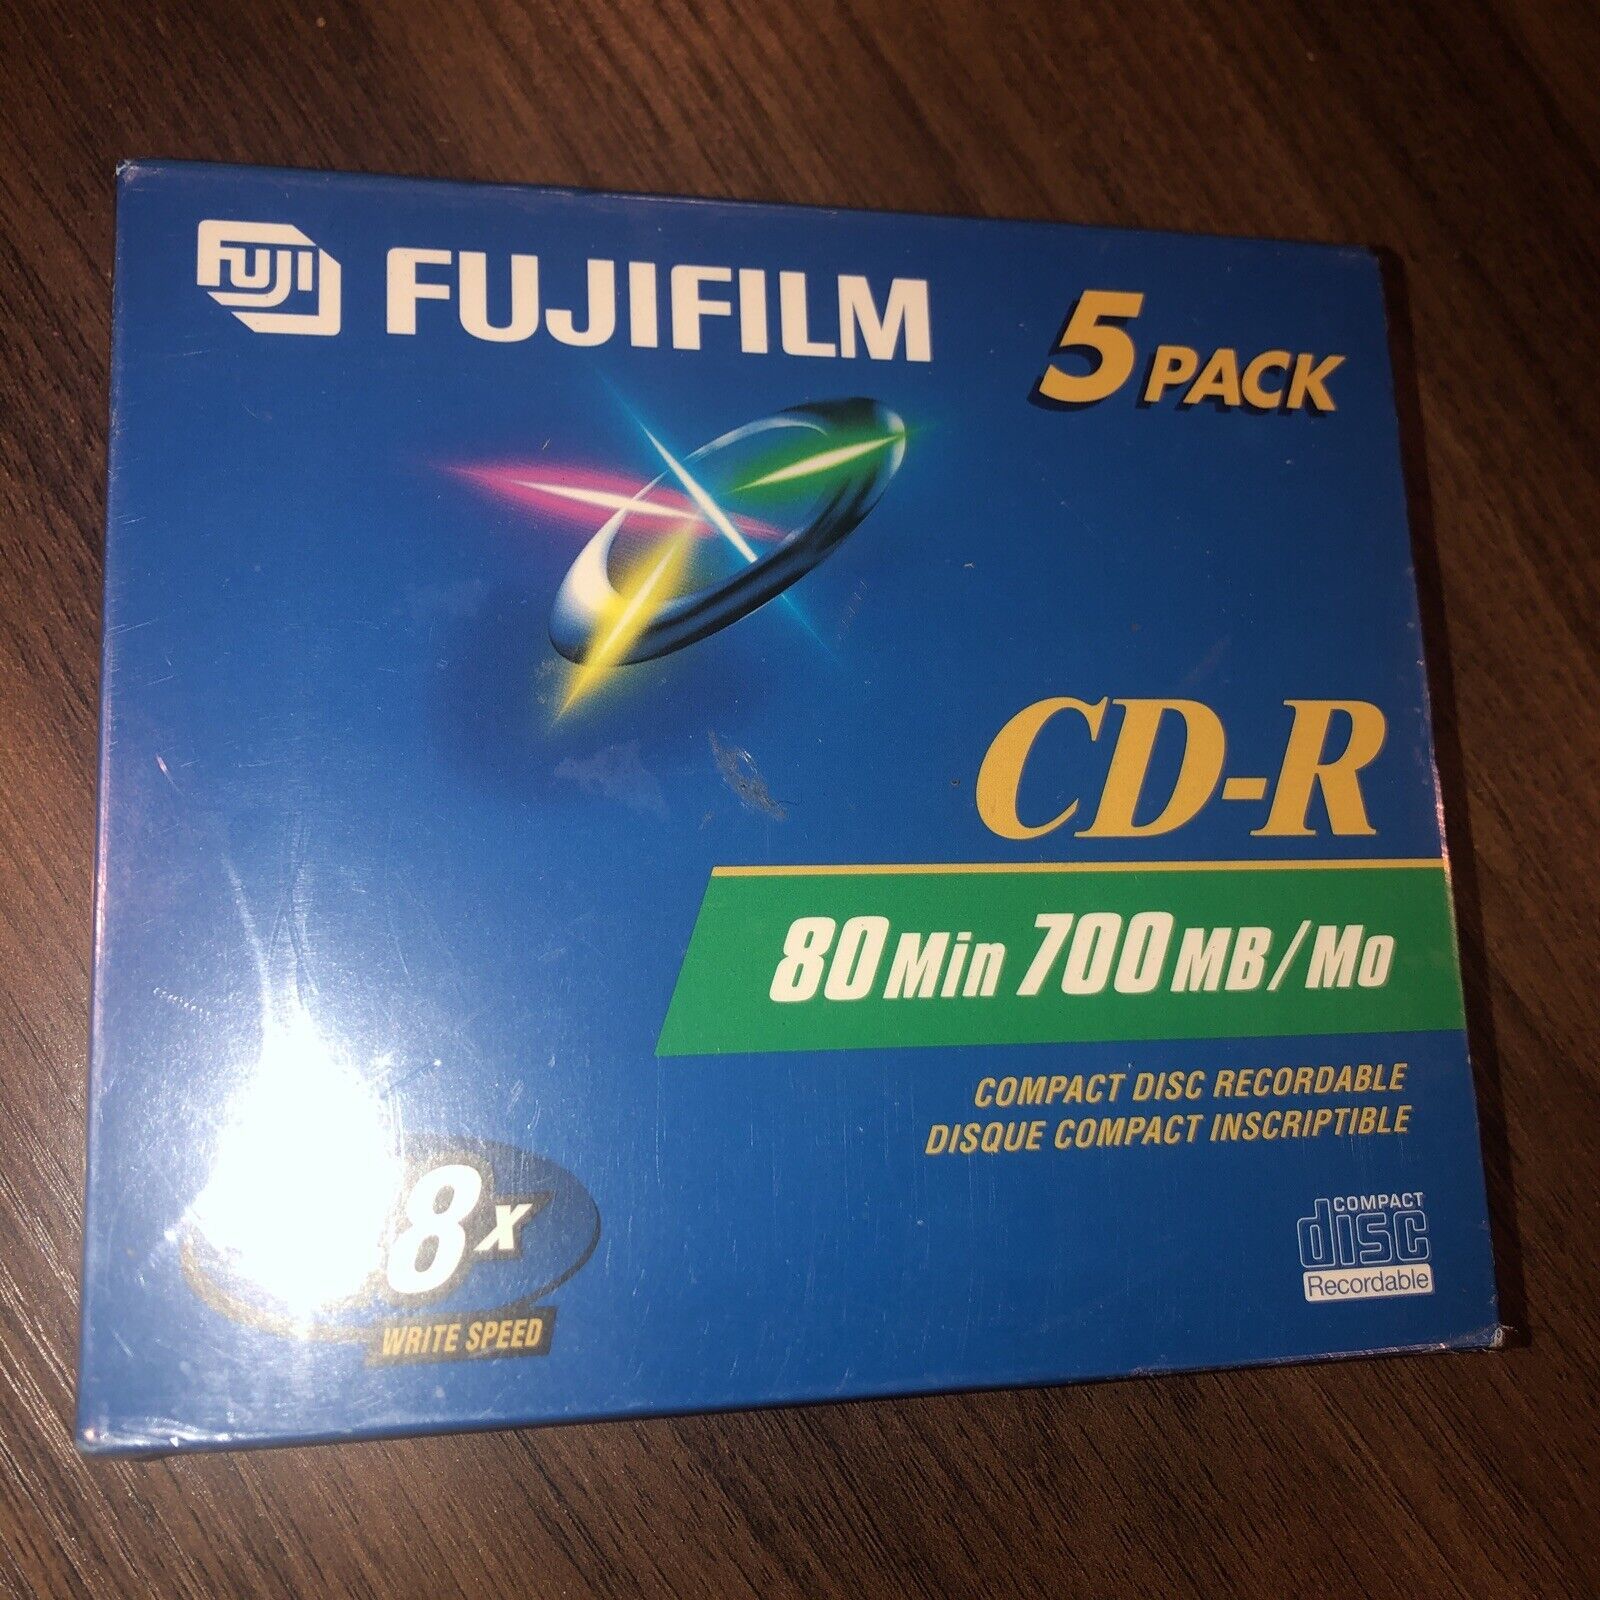 FUJI FUJIFILM
5 PACK
CD-R
80 Min 700 MB/Mo
COMPACT DISC RECORDABLE
DISQUE COMPACT INSCRIPTIBLE
8x
WRITE SPEED
COMPACT
disc
Recordable